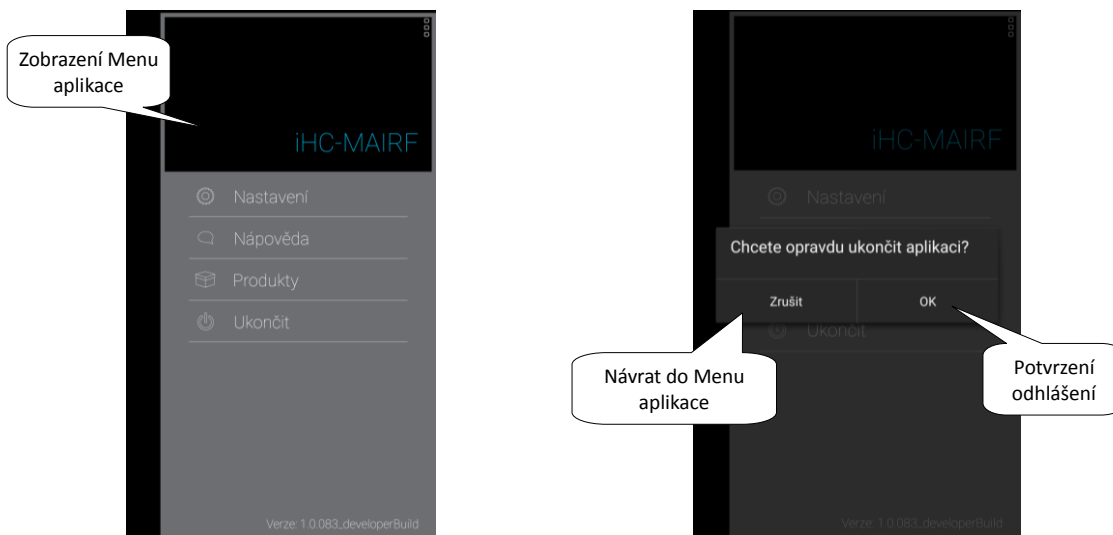 Zobrazení Menu
aplikace
iHC-MAIRF
Nastavení
Nápověda
Produkty
Ukončit
Verze: 1.0.083_developerBuild
iHC-MAIRF
Nastavení
Chcete opravdu ukončit aplikaci?
Zrušit
OK
Ukončit
Návrat do Menu
aplikace
Potvrzení
odhlášení
Verze: 1.0.083_developerBuild